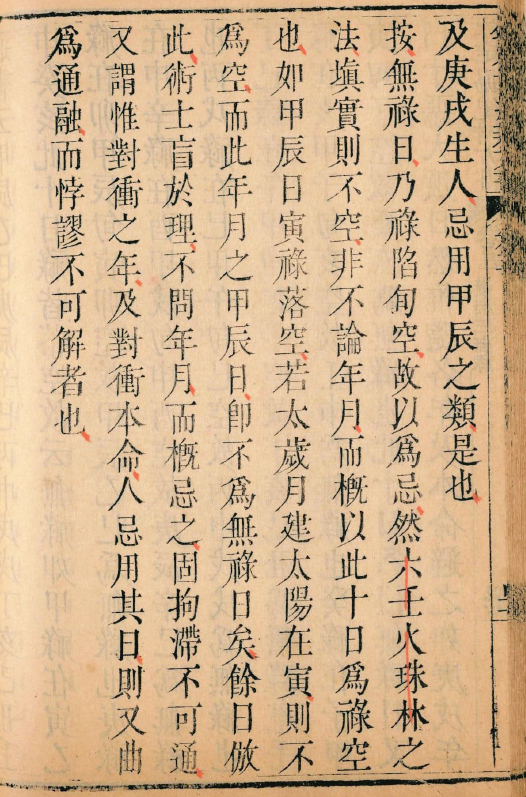 及庚戌生人忌用甲辰之類是也
按無祿日乃祿陷旬空故以爲忌然六壬火珠林之
法塡實則不空非不論年月而槪以此十日爲祿空
也如甲辰日寅祿落空若太歲月建太陽在寅則不
爲空而此年月之甲辰日卽不爲無祿日矣餘日倣
此術士盲於理不問年月而槪忌之固拘滯不可通
又謂惟對衝之年及對衝本命人忌用其日則又曲
爲通融而悖謬不可解者也